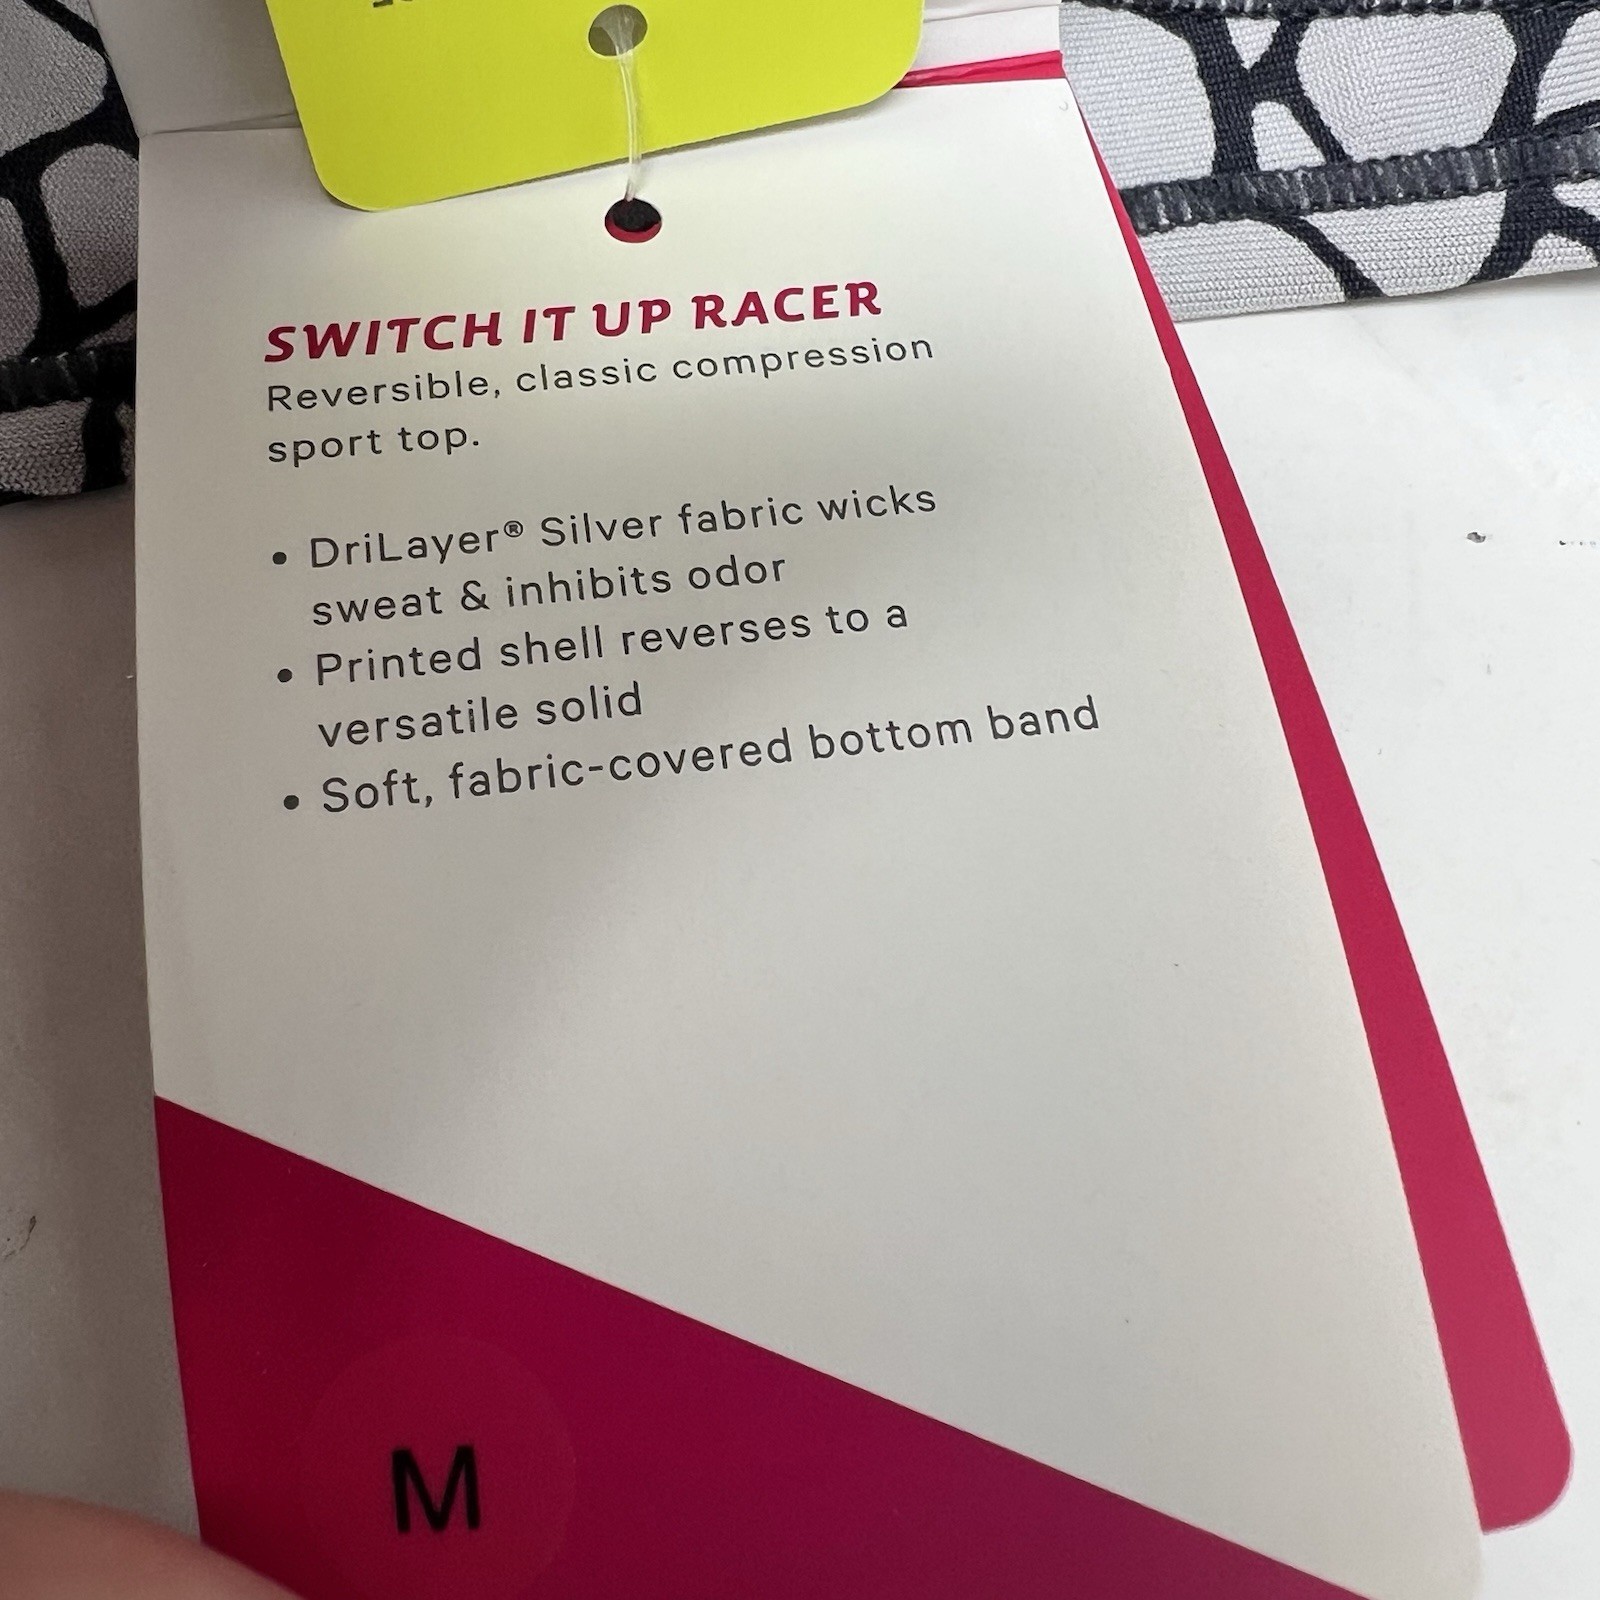 SWITCH IT UP RACER
Reversible, classic compression
sport top.
• DriLayer® Silver fabric wicks
sweat & inhibits odor
• Printed shell reverses to a
versatile solid
• Soft, fabric-covered bottom band
M